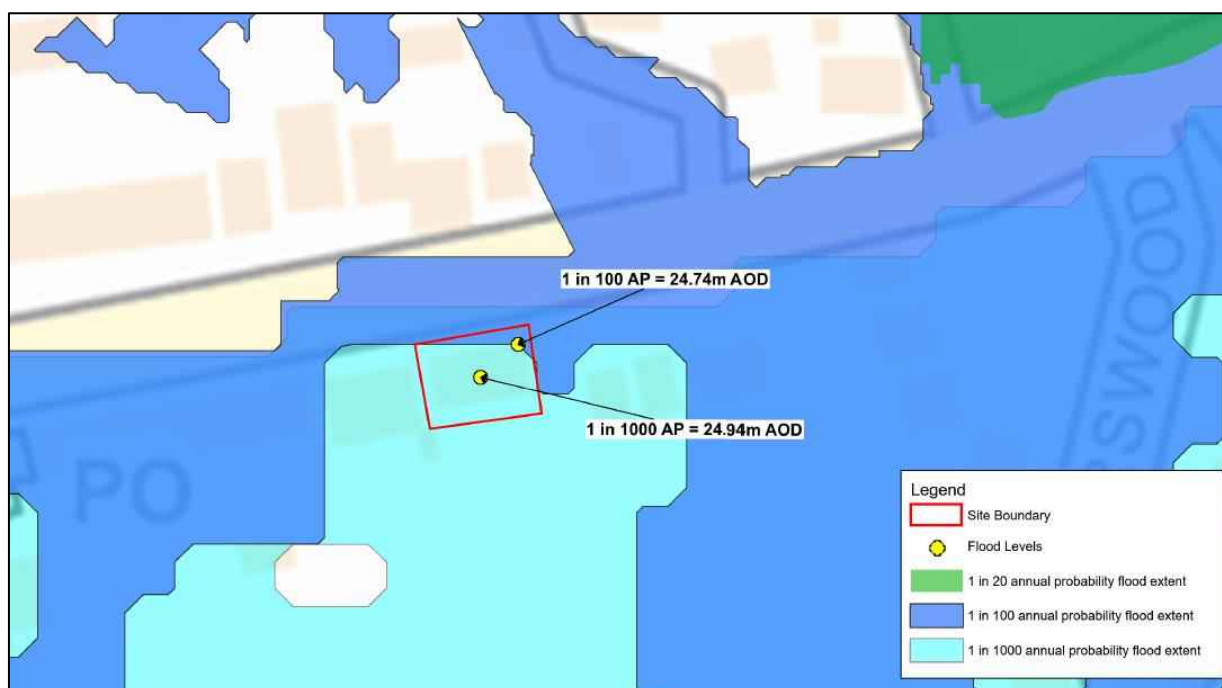 1 in 100 AP = 24.74m AOD
1 in 1000 AP = 24.94m AOD
PO
RSWOOD
Legend
Site Boundary
Flood Levels
1 in 20 annual probability flood extent
1 in 100 annual probability flood extent
1 in 1000 annual probability flood extent